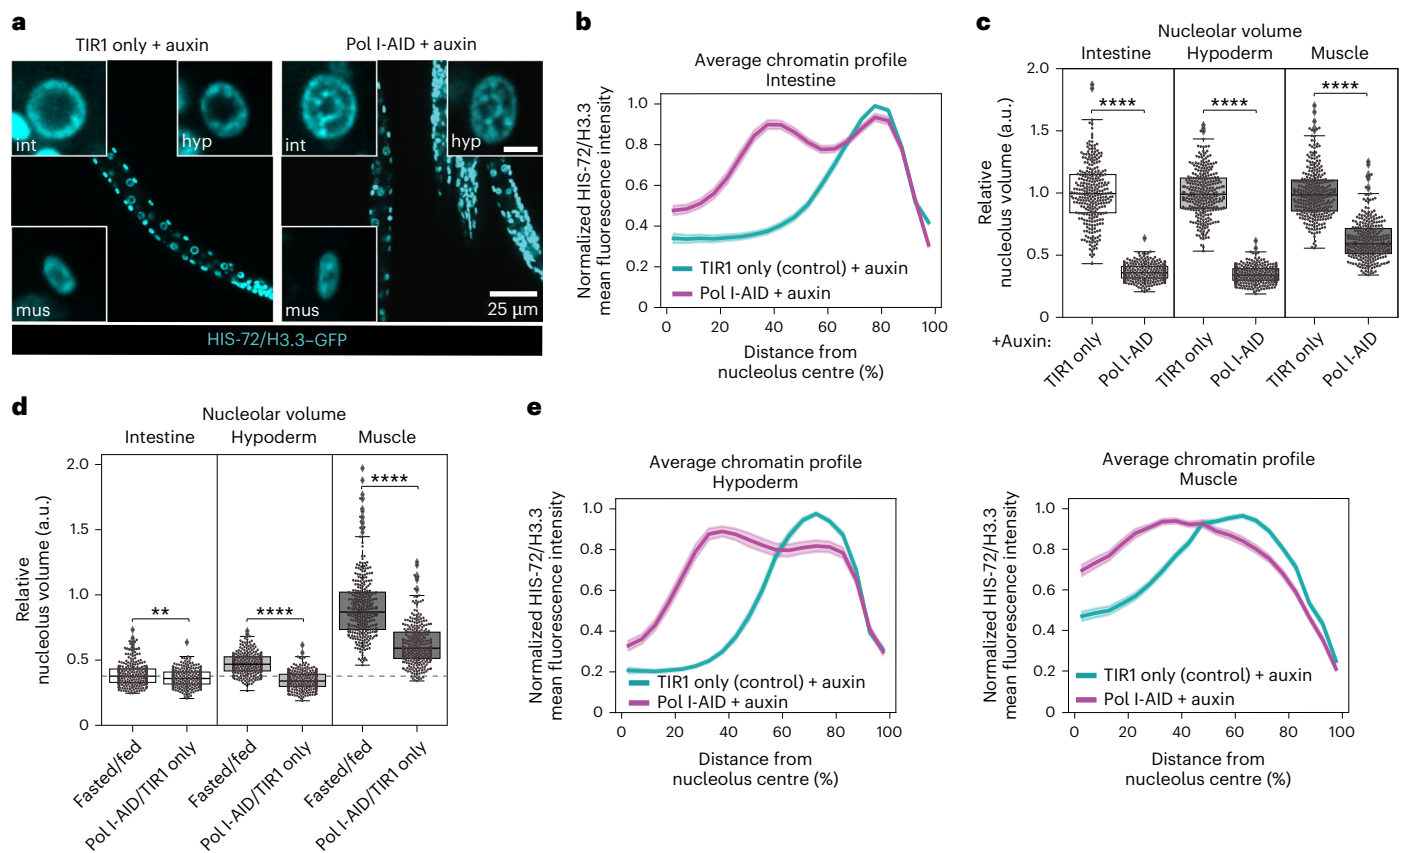 a
TIR1 only + auxin
Pol I-AID + auxin
int
hyp
int
hyp
mus
mus
25 µm
HIS-72/H3.3–GFP
b
Average chromatin profile
Intestine
Normalized HIS-72/H3.3
mean fluorescence intensity
1.0
0.8
0.6
0.4
0.2
0
TIR1 only (control) + auxin
Pol I-AID + auxin
0
20
40
60
80
100
Distance from
nucleolus centre (%)
c
Nucleolar volume
Intestine
Hypoderm
Muscle
Relative
nucleolus volume (a.u.)
2.0
1.5
1.0
0.5
0
****
****
****
+Auxin:
TIR1 only
Pol I-AID
TIR1 only
Pol I-AID
TIR1 only
Pol I-AID
d
Nucleolar volume
Intestine
Hypoderm
Muscle
Relative
nucleolus volume (a.u.)
2.0
1.5
1.0
0.5
0
**
****
****
Fasted/fed
Pol I-AID/TIR1 only
Fasted/fed
Pol I-AID/TIR1 only
Fasted/fed
Pol I-AID/TIR1 only
e
Average chromatin profile
Hypoderm
Normalized HIS-72/H3.3
mean fluorescence intensity
1.0
0.8
0.6
0.4
0.2
0
TIR1 only (control) + auxin
Pol I-AID + auxin
0
20
40
60
80
100
Distance from
nucleolus centre (%)
Average chromatin profile
Muscle
Normalized HIS-72/H3.3
mean fluorescence intensity
1.0
0.8
0.6
0.4
0.2
0
TIR1 only (control) + auxin
Pol I-AID + auxin
0
20
40
60
80
100
Distance from
nucleolus centre (%)